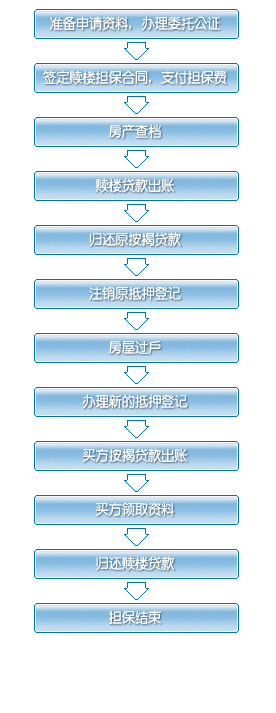 准备申请资料，办理委托公证
签定赎楼担保合同，支付担保费
房产查档
赎楼贷款出账
归还原按揭贷款
注销原抵押登记
房屋过戶
办理新的抵押登记
买方按揭贷款出账
买方领取资料
归还赎楼贷款
担保结束